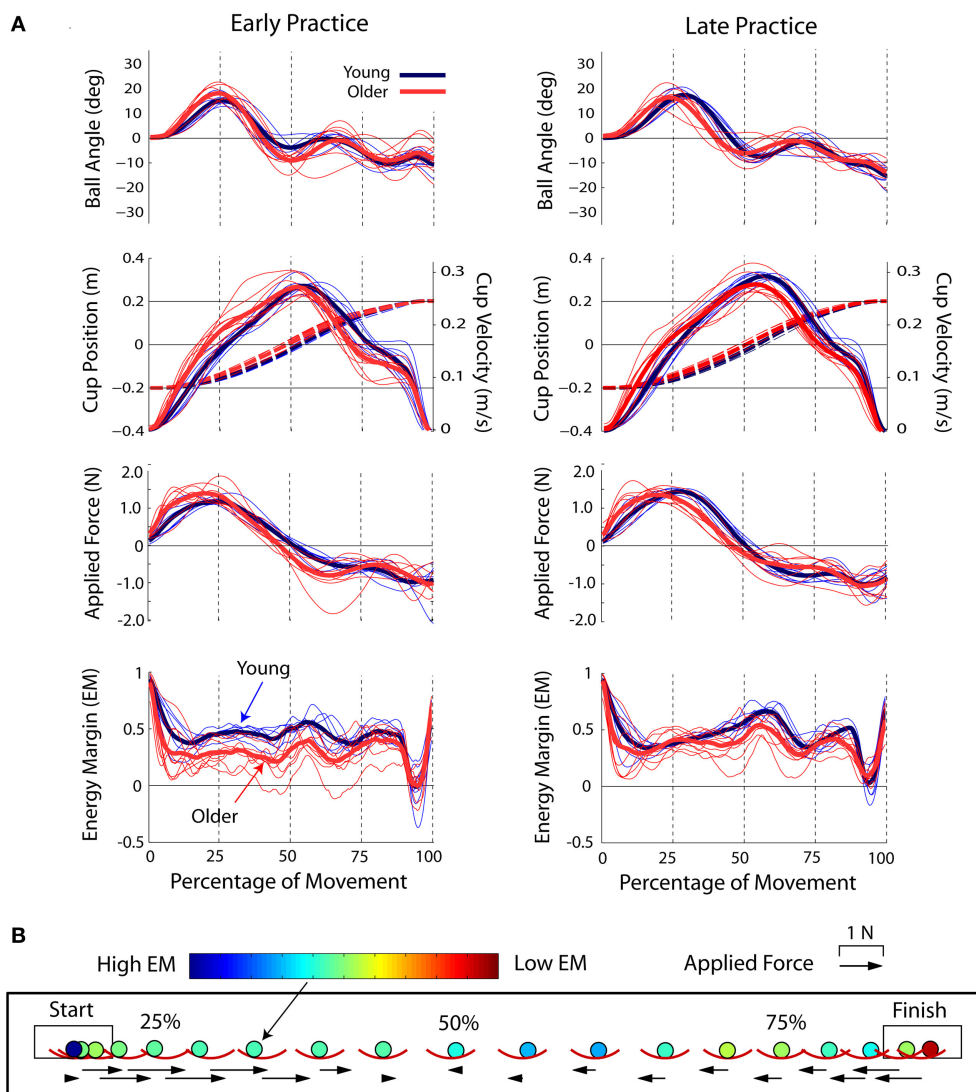 A
Early Practice
Late Practice
Young
Older
Ball Angle (deg)
30
20
10
0
−10
−20
−30
Ball Angle (deg)
30
20
10
0
−10
−20
−30
Cup Position (m)
0.4
0.2
0
−0.2
−0.4
0.3
0.2
0.1
0
Cup Velocity (m/s)
Cup Position (m)
0.4
0.2
0
−0.2
−0.4
0.3
0.2
0.1
0
Cup Velocity (m/s)
Applied Force (N)
2.0
1.0
0
-1.0
-2.0
Applied Force (N)
2.0
1.0
0
-1.0
-2.0
Energy Margin (EM)
1
0.5
0
-0.5
Young
Older
0 25 50 75 100
Percentage of Movement
Energy Margin (EM)
1
0.5
0
-0.5
0 25 50 75 100
Percentage of Movement
B
High EM
Low EM
Applied Force
1 N
Start
25%
50%
75%
Finish